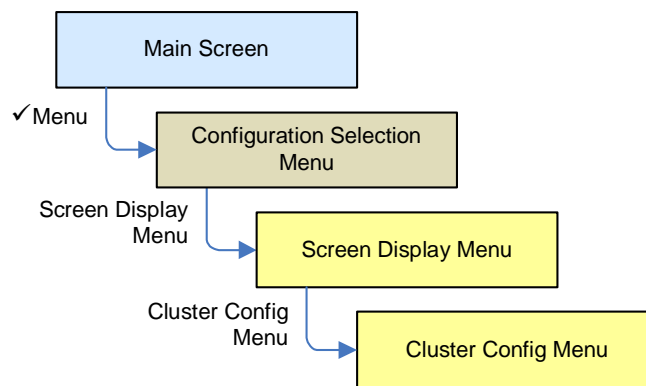 Main Screen
✓Menu
Configuration Selection
Menu
Screen Display
Menu
Screen Display Menu
Cluster Config
Menu
Cluster Config Menu